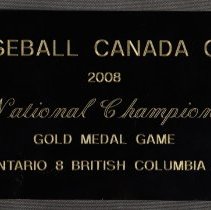 SEBALL CANADA C
2008
National Champion
GOLD MEDAL GAME
NTARIO 8 BRITISH COLUMBIA